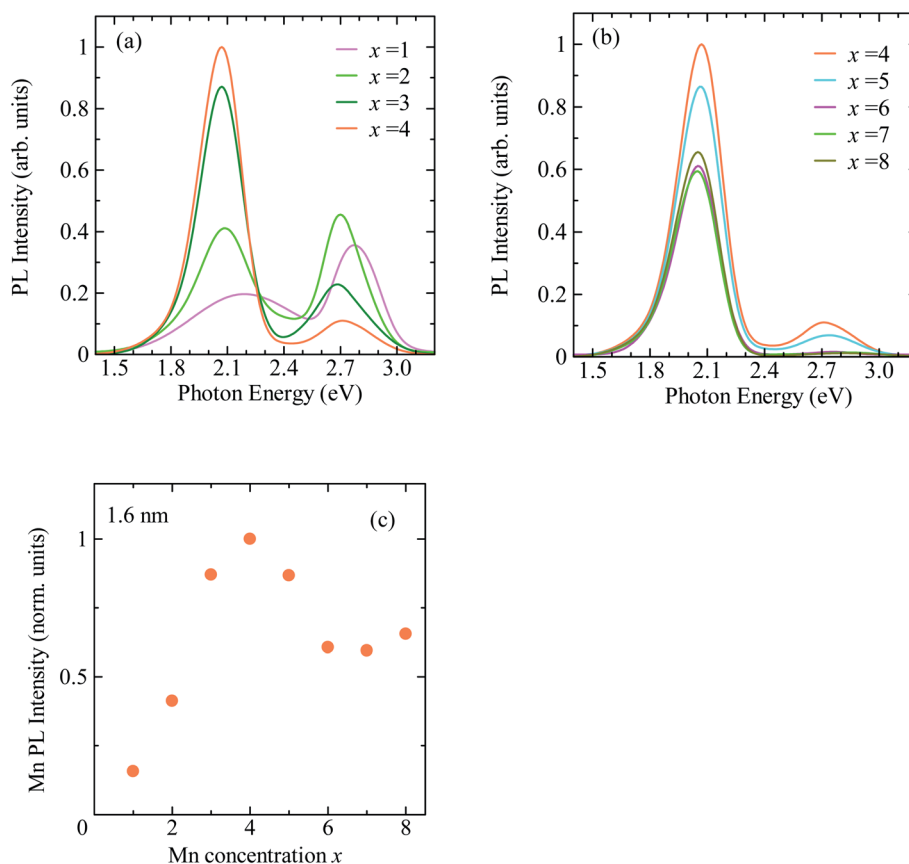 (a)
x =1
x =2
x =3
x =4
PL Intensity (arb. units)
1
0.8
0.6
0.4
0.2
0
1.5 1.8 2.1 2.4 2.7 3.0
Photon Energy (eV)
(b)
x =4
x =5
x =6
x =7
x =8
PL Intensity (arb. units)
1
0.8
0.6
0.4
0.2
0
1.5 1.8 2.1 2.4 2.7 3.0
Photon Energy (eV)
1.6 nm
(c)
Mn PL Intensity (norm. units)
1
0.5
0 2 4 6 8
Mn concentration x